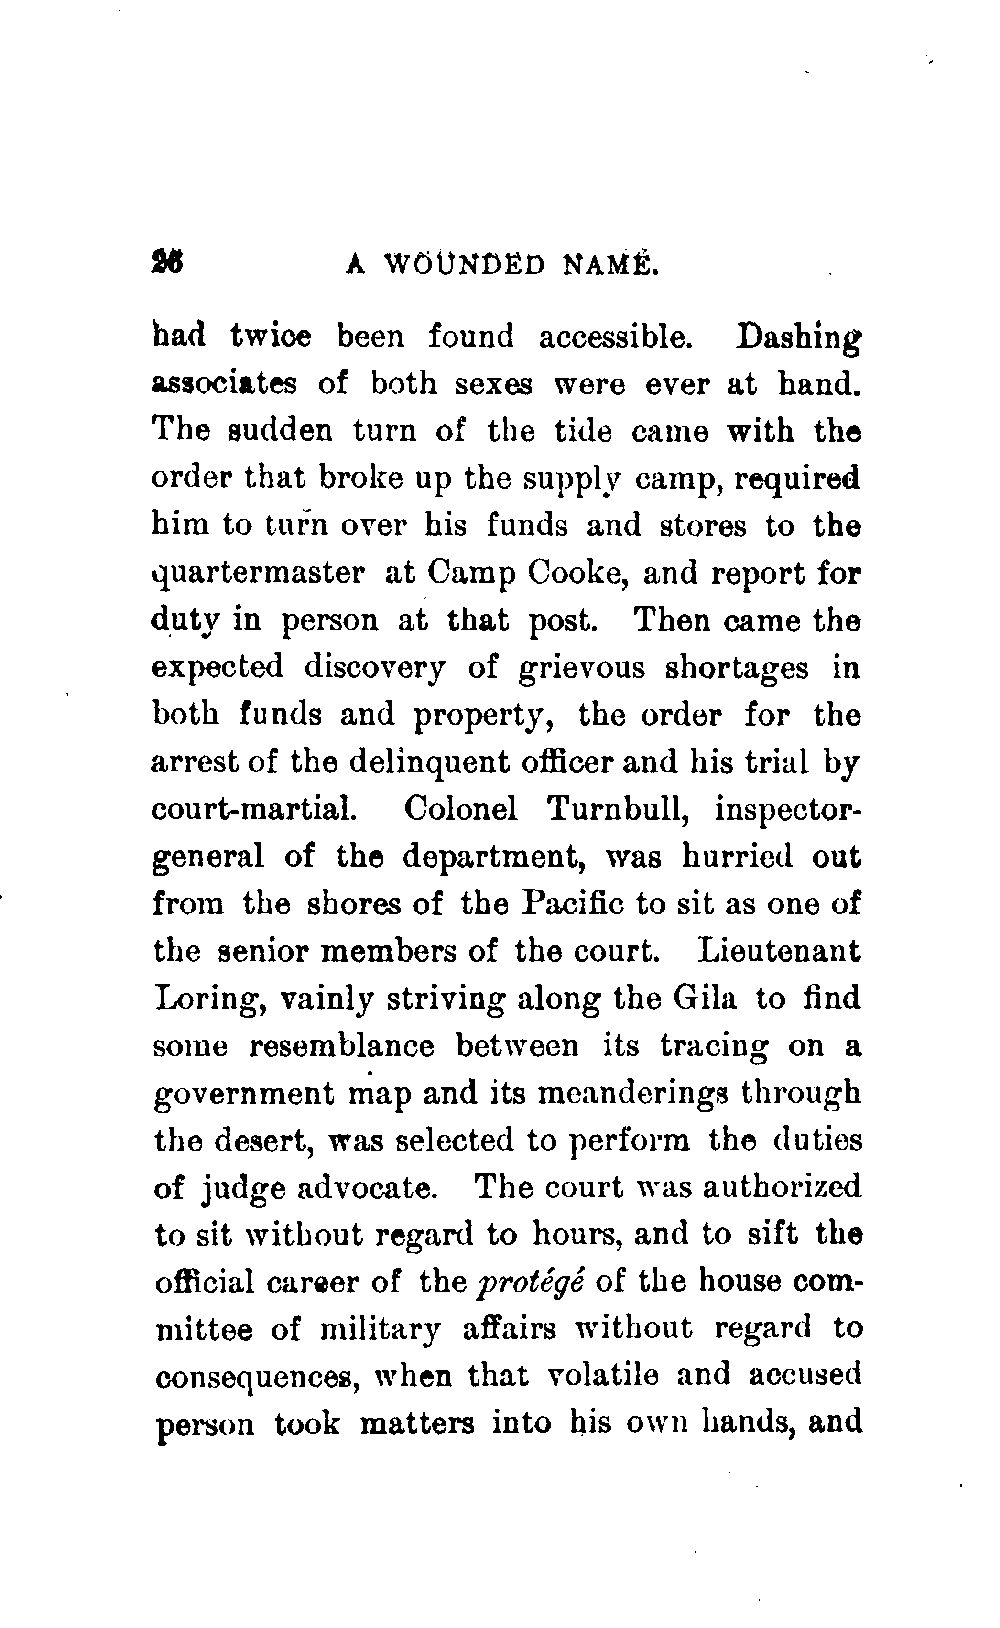 26 A WOUNDED NAME.
had twice been found accessible. Dashing
associates of both sexes were ever at hand.
The sudden turn of the tide came with the
order that broke up the supply camp, required
him to turn over his funds and stores to the
quartermaster at Camp Cooke, and report for
duty in person at that post. Then came the
expected discovery of grievous shortages in
both funds and property, the order for the
arrest of the delinquent officer and his trial by
court-martial. Colonel Turnbull, inspector-
general of the department, was hurried out
from the shores of the Pacific to sit as one of
the senior members of the court. Lieutenant
Loring, vainly striving along the Gila to find
some resemblance between its tracing on a
government map and its meanderings through
the desert, was selected to perform the duties
of judge advocate. The court was authorized
to sit without regard to hours, and to sift the
official career of the protégé of the house com-
mittee of military affairs without regard to
consequences, when that volatile and accused
person took matters into his own hands, and